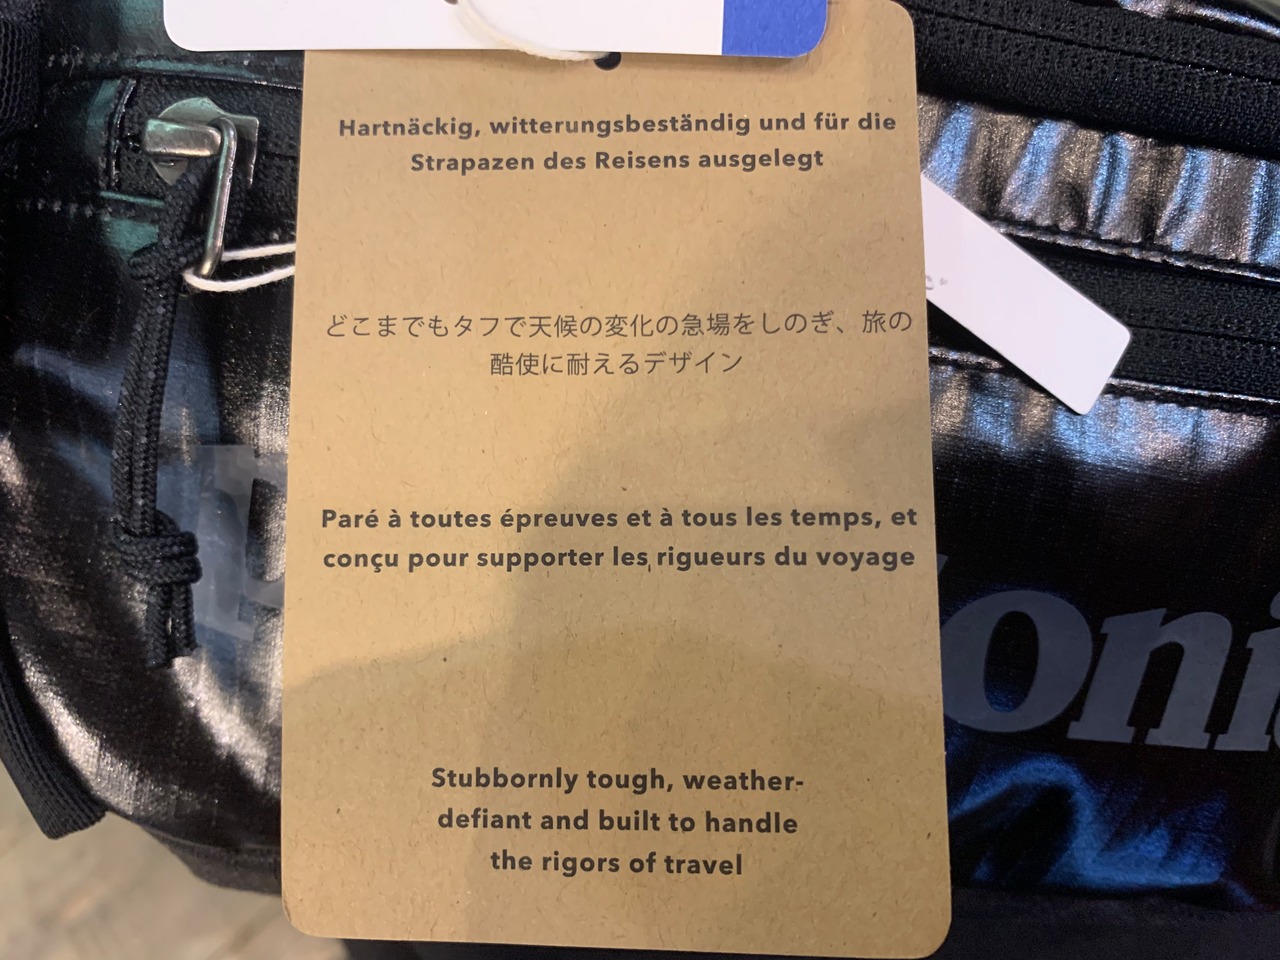 Hartnäckig, witterungsbeständig und für die
Strapazen des Reisens ausgelegt
どこまでもタフで天候の変化の急場をしのぎ、旅の
酷使に耐えるデザイン
Paré à toutes épreuves et à tous les temps, et
conçu pour supporter les rigueurs du voyage
Stubbornly tough, weather-
defiant and built to handle
the rigors of travel
oni